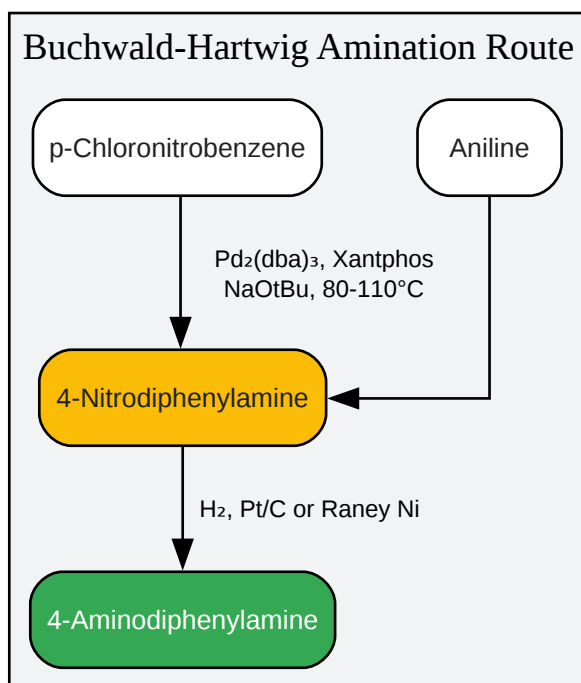 Buchwald-Hartwig Amination Route
p-Chloronitrobenzene
Aniline
Pd₂(dba)₃, Xantphos
NaOtBu, 80-110°C
4-Nitrodiphenylamine
H₂, Pt/C or Raney Ni
4-Aminodiphenylamine